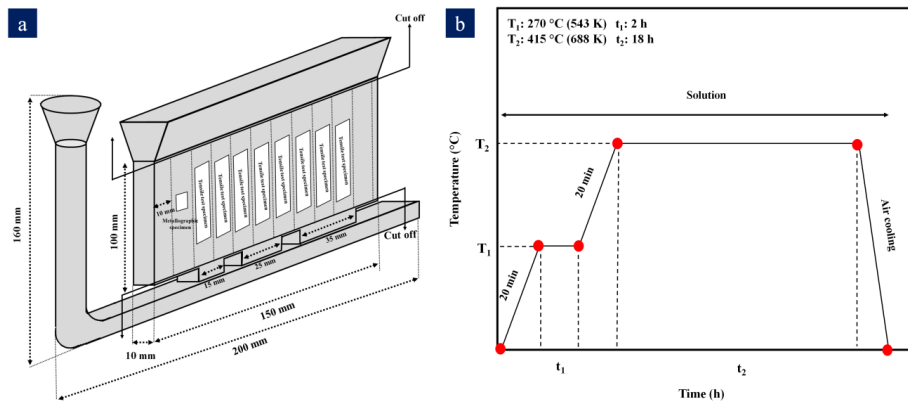 a
Cut off
160 mm
100 mm
10 mm
Metallographic
specimen
Tensile test specimen
Tensile test specimen
Tensile test specimen
Tensile test specimen
Tensile test specimen
Tensile test specimen
Tensile test specimen
Tensile test specimen
Cut off
15 mm
25 mm
35 mm
150 mm
200 mm
10 mm
b
T1: 270 °C (543 K) t1: 2 h
T2: 415 °C (688 K) t2: 18 h
Solution
Temperature (°C)
T2
T1
20 min
20 min
Air cooling
t1
t2
Time (h)